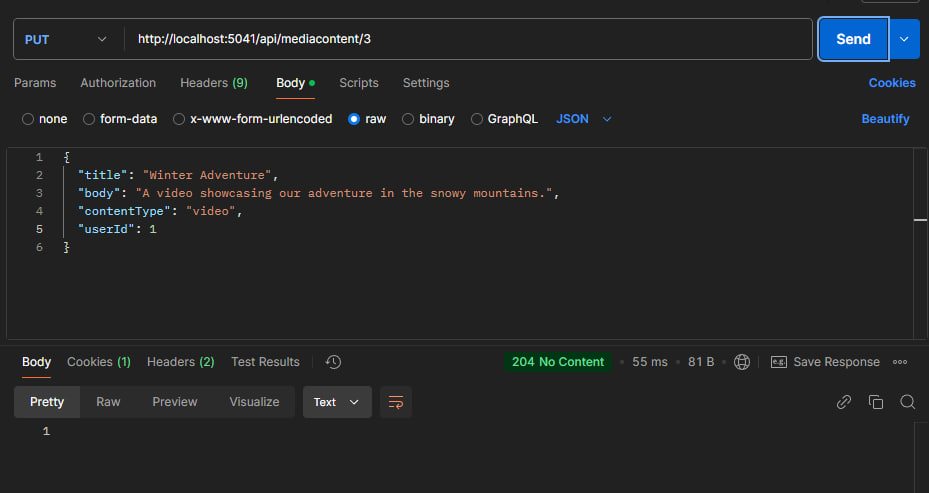 PUT http://localhost:5041/api/mediacontent/3 Send
Params Authorization Headers (9) Body Scripts Settings Cookies
none form-data x-www-form-urlencoded raw binary GraphQL JSON Beautify
1 {
2 "title": "Winter Adventure",
3 "body": "A video showcasing our adventure in the snowy mountains.",
4 "contentType": "video",
5 "userId": 1
6 }
Body Cookies (1) Headers (2) Test Results 204 No Content 55 ms 81 B e.g. Save Response
Pretty Raw Preview Visualize Text
1